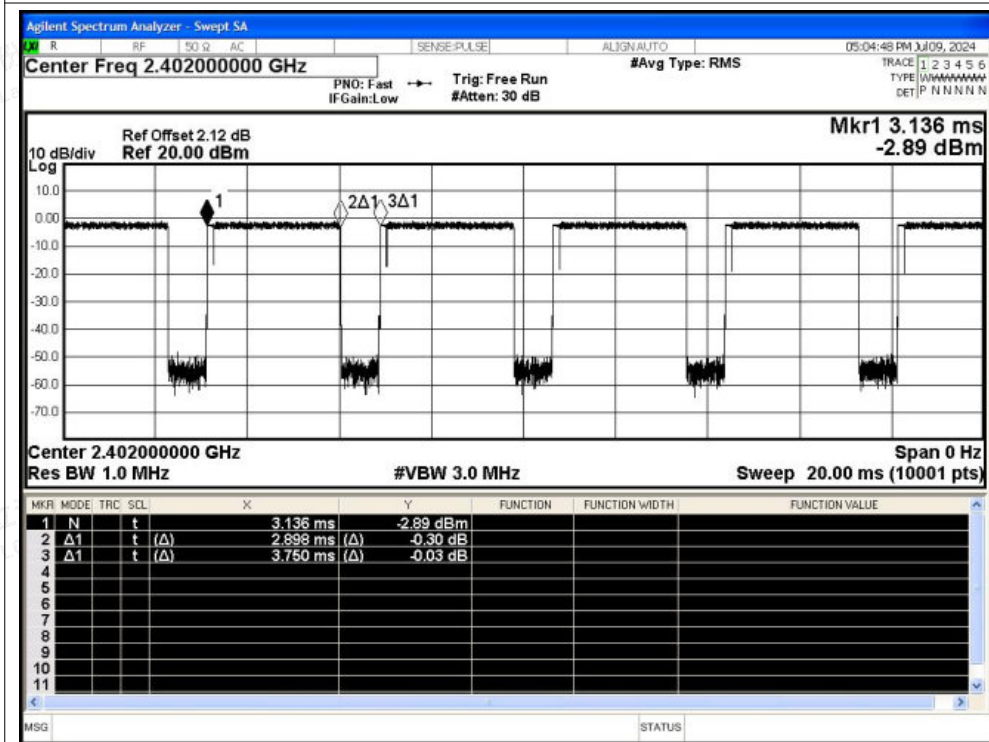 Agilent Spectrum Analyzer - Swept SA
R RF 50 Ω AC SENSE:PULSE ALIGN AUTO 05:04:48 PM Jul 09, 2024
Center Freq 2.402000000 GHz #Avg Type: RMS TRACE 1 2 3 4 5 6
PNO: Fast Trig: Free Run TYPE WWWWWW
IFGain:Low #Atten: 30 dB DET P N N N N N
Mkr1 3.136 ms
Ref Offset 2.12 dB
10 dB/div Ref 20.00 dBm -2.89 dBm
Log
10.0
1 2Δ1 3Δ1
0.00
-10.0
-20.0
-30.0
-40.0
-50.0
-60.0
-70.0
Center 2.402000000 GHz Span 0 Hz
Res BW 1.0 MHz #VBW 3.0 MHz Sweep 20.00 ms (10001 pts)
MKR MODE TRC SCL X Y FUNCTION FUNCTION WIDTH FUNCTION VALUE
1 N t 3.136 ms -2.89 dBm
2 Δ1 t (Δ) 2.898 ms (Δ) -0.30 dB
3 Δ1 t (Δ) 3.750 ms (Δ) -0.03 dB
4
5
6
7
8
9
10
11
MSG STATUS